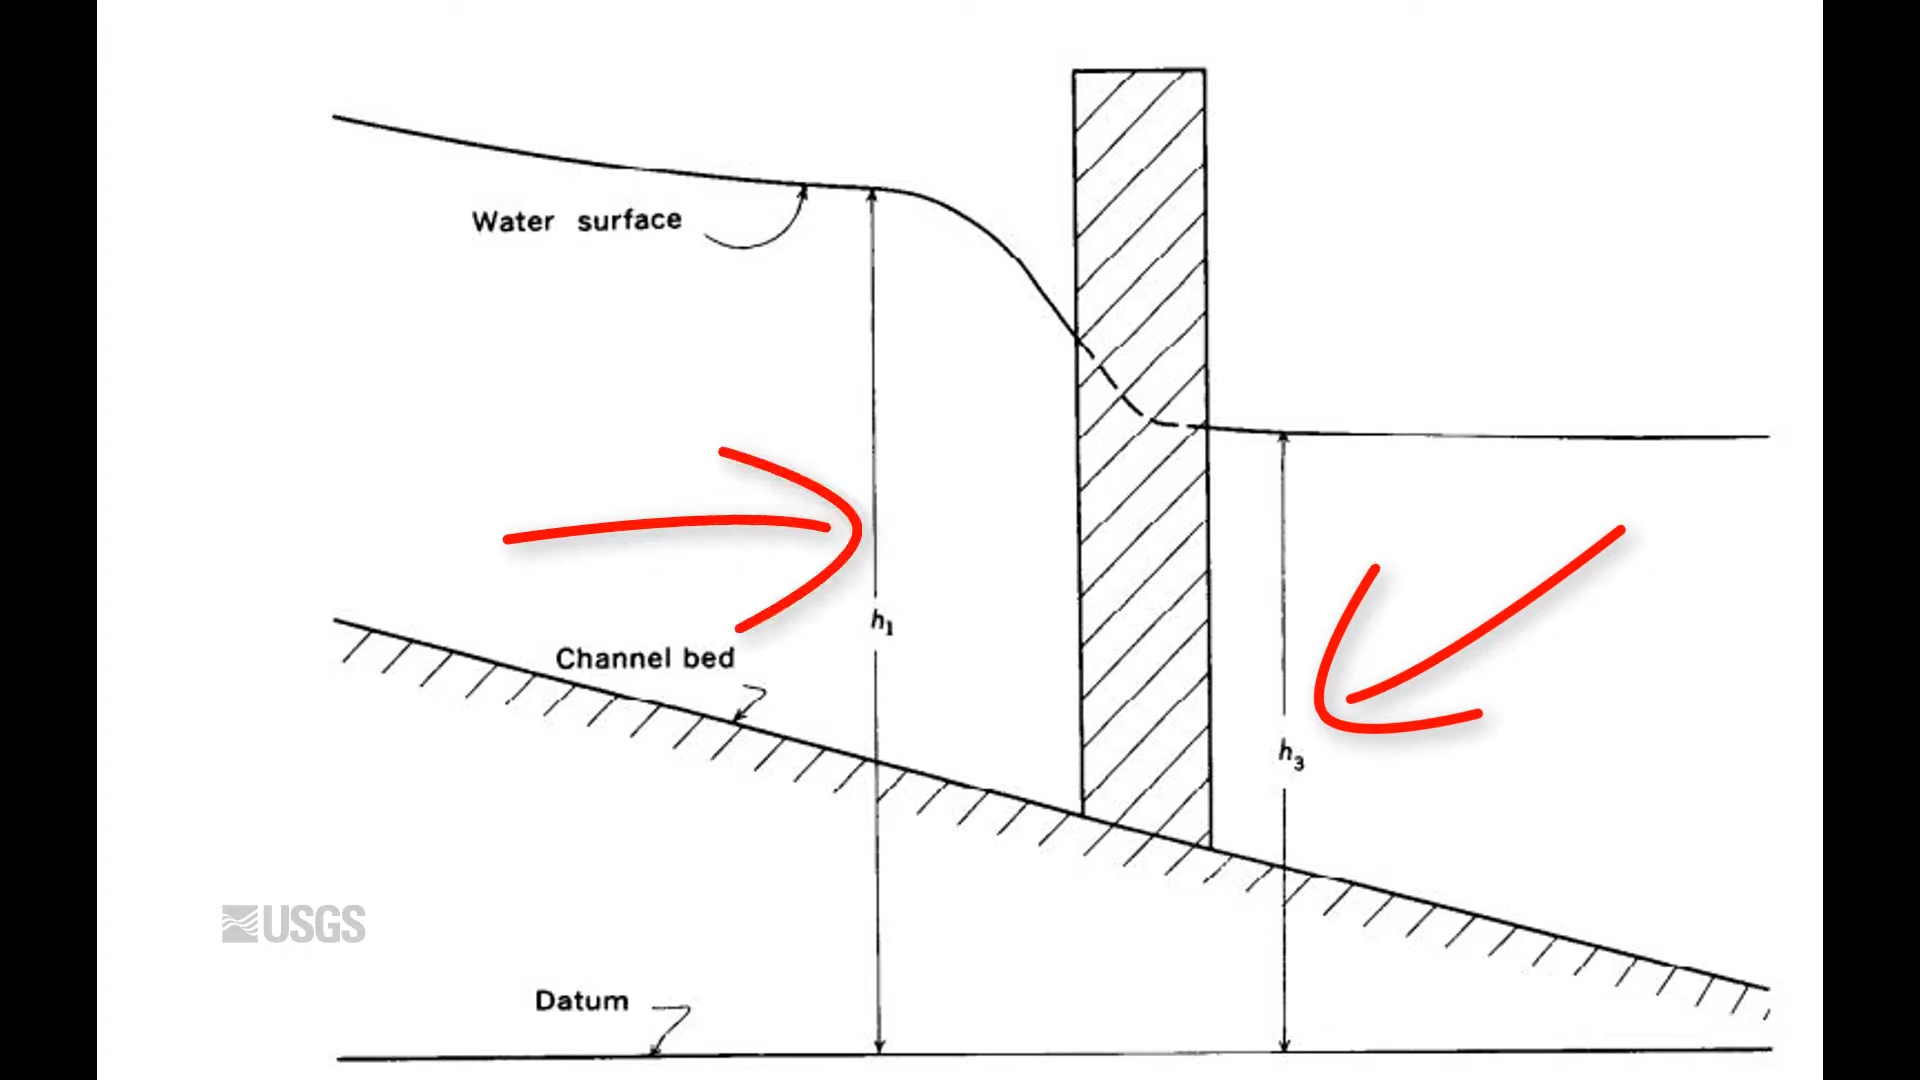 Water surface
h₁
Channel bed
h₃
USGS
Datum